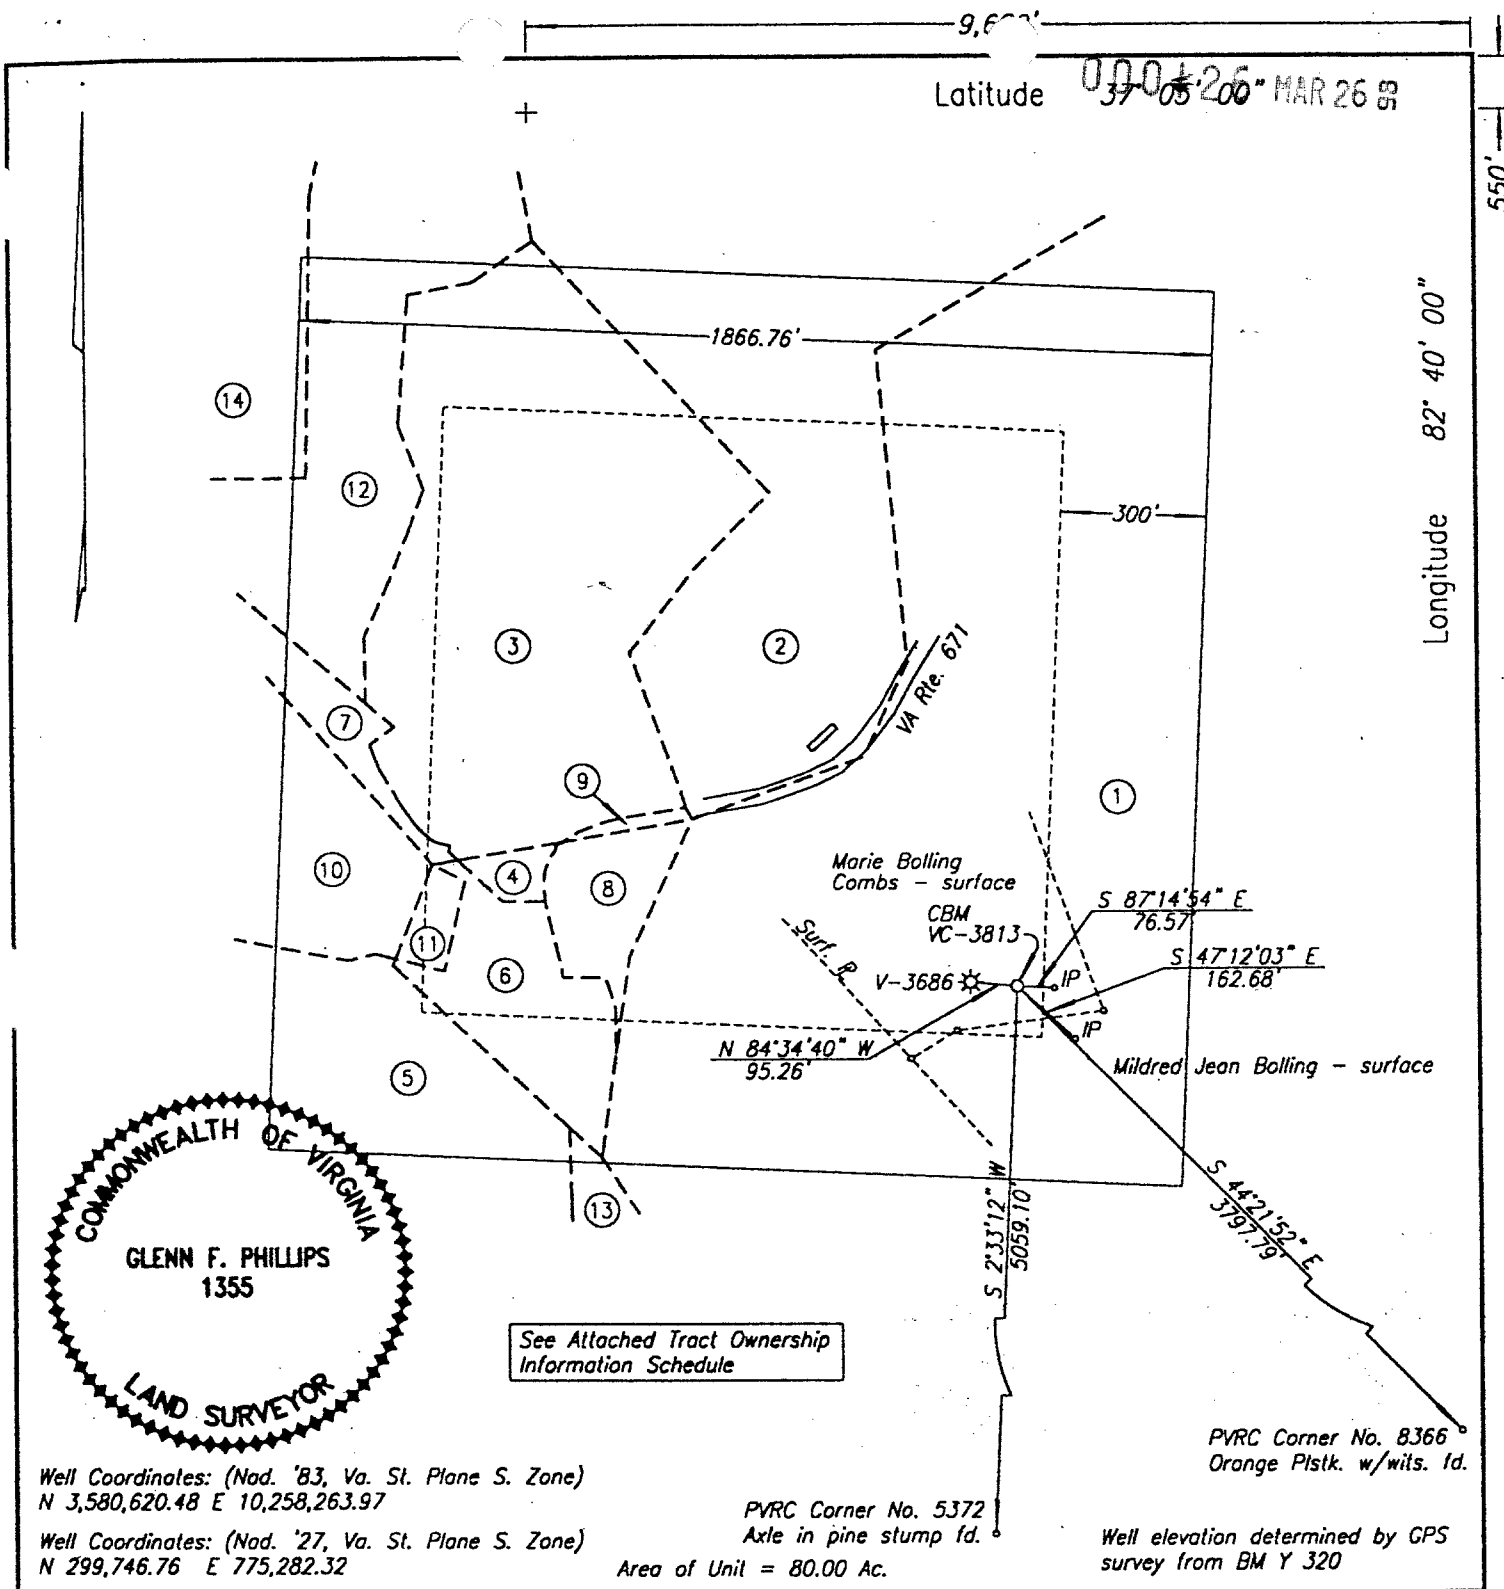 Latitude 37° 05' 00" MAR 26 98
550'
Longitude 82° 40' 00"
1866.76'
300'
14
12
3
2
7
VA Rte. 671
9
1
10
4
8
11
6
5
13
Marie Bolling
Combs - surface
CBM
VC-3813
S 87°14'54" E
76.57'
S 47°12'03" E
162.68'
Surf.
V-3686
IP
IP
N 84°34'40" W
95.26'
Mildred Jean Bolling - surface
S 2°33'12" W
5059.10'
S 44°21'52" E
3797.79'
COMMONWEALTH OF VIRGINIA
GLENN F. PHILLIPS
1355
LAND SURVEYOR
See Attached Tract Ownership
Information Schedule
PVRC Corner No. 8366
Orange Plstk. w/wits. fd.
Well Coordinates: (Nad. '83, Va. St. Plane S. Zone)
N 3,580,620.48 E 10,258,263.97
Well Coordinates: (Nad. '27, Va. St. Plane S. Zone)
N 299,746.76 E 775,282.32
PVRC Corner No. 5372
Axle in pine stump fd.
Area of Unit = 80.00 Ac.
Well elevation determined by GPS
survey from BM Y 320